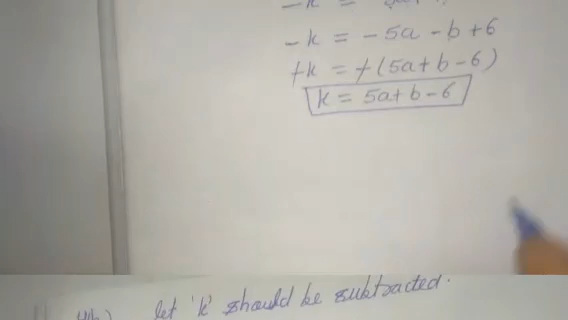 -k =
-k = -5a - b + 6
+k = +(5a + b - 6)
k = 5a + b - 6
let 'k' should be subtracted.